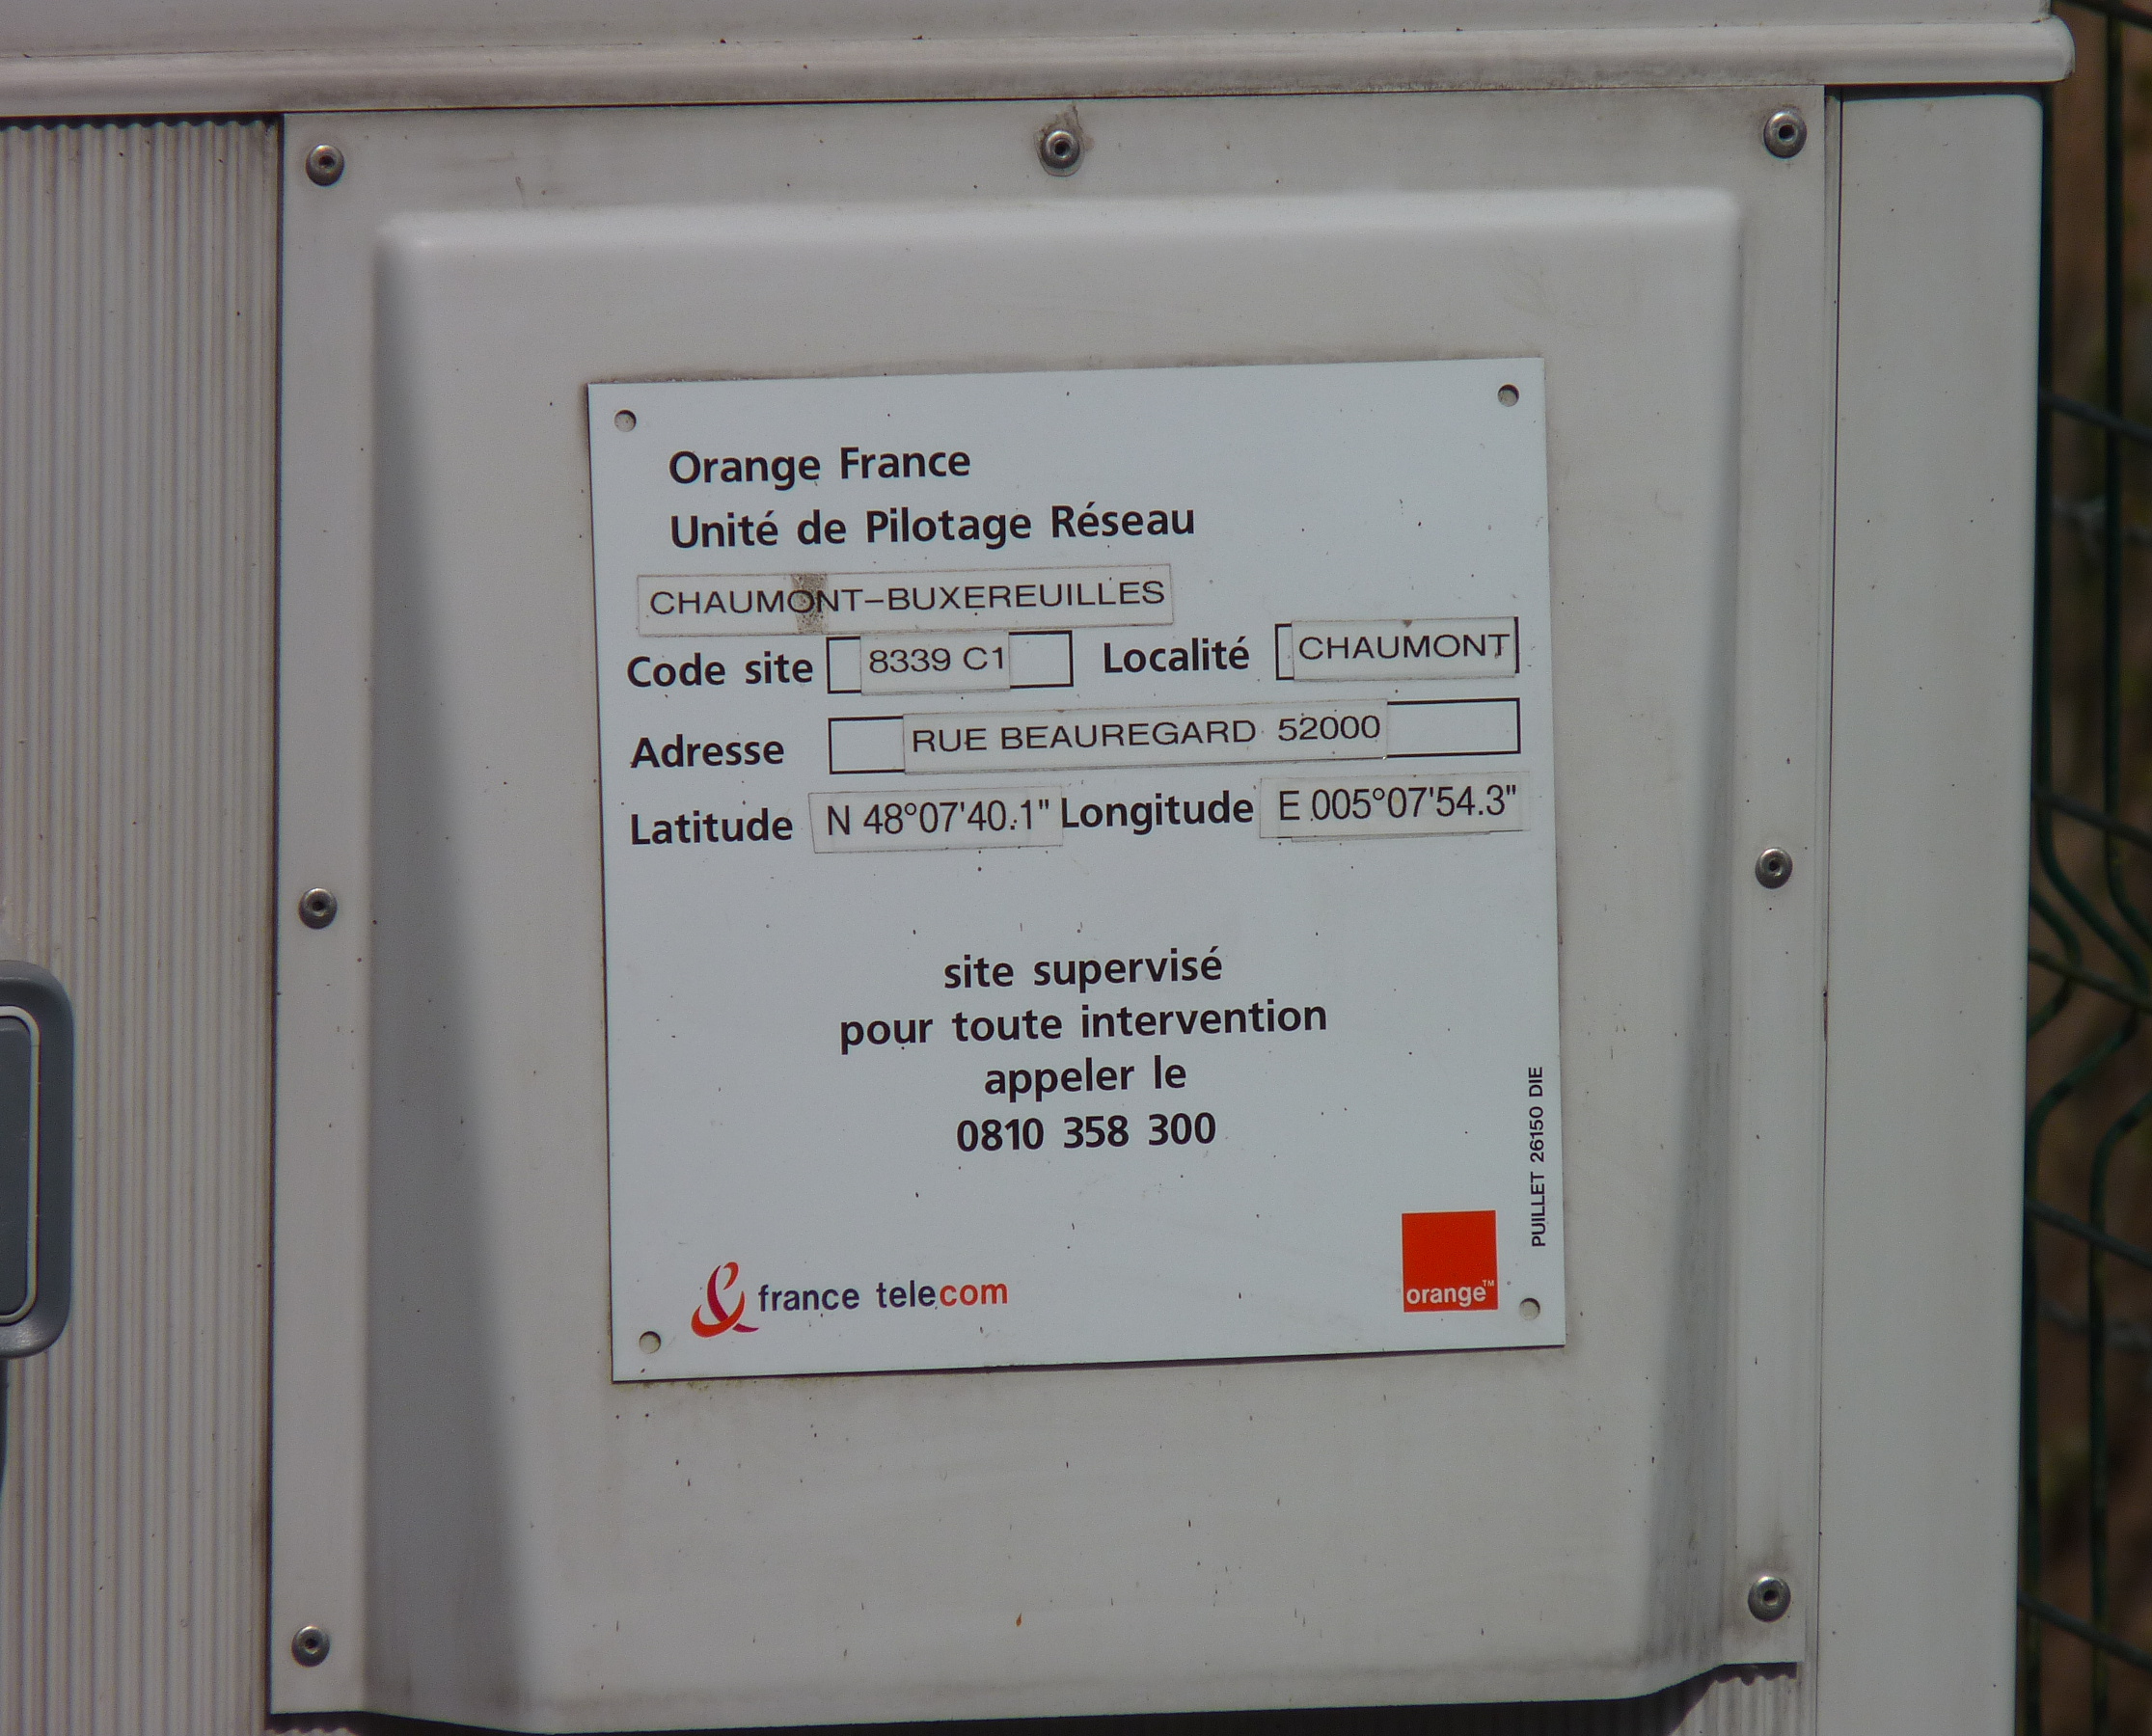 Orange France
Unité de Pilotage Réseau
CHAUMONT-BUXEREUILLES
Code site 8339 C1 Localité CHAUMONT
Adresse RUE BEAUREGARD 52000
Latitude N 48°07'40.1" Longitude E 005°07'54.3"
site supervisé
pour toute intervention
appeler le
0810 358 300
PUILLET 26150 DIE
france telecom
orange™